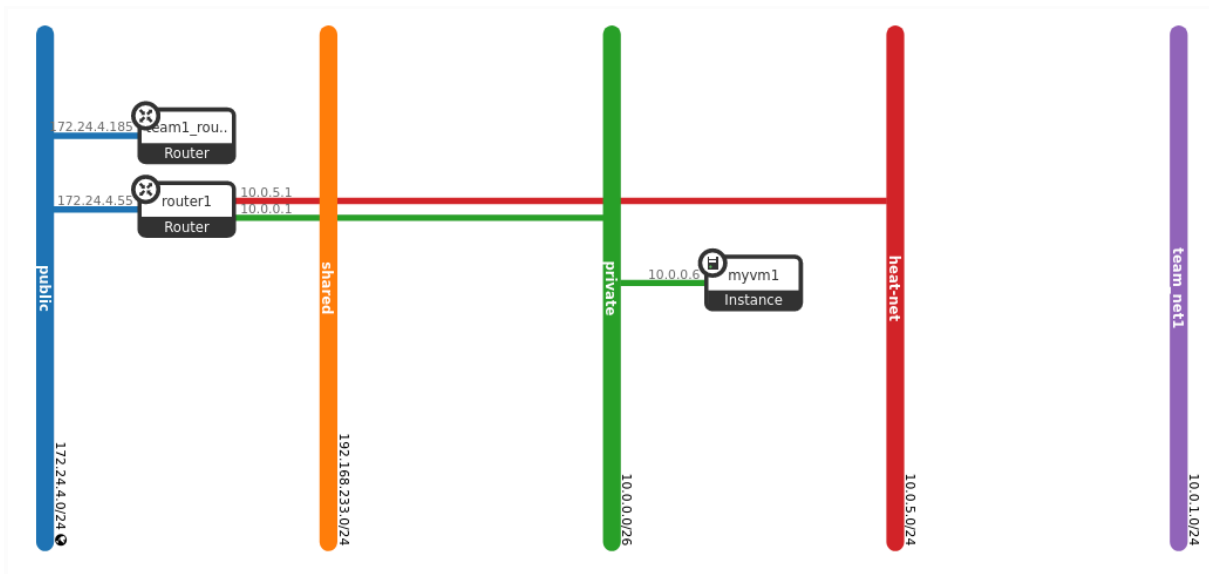 172.24.4.185
team1_rou..
Router
172.24.4.55
router1
Router
10.0.5.1
10.0.0.1
10.0.0.6
myvm1
Instance
public
172.24.4.0/24
shared
192.168.233.0/24
private
10.0.0.0/26
heat-net
10.0.5.0/24
team_net1
10.0.1.0/24